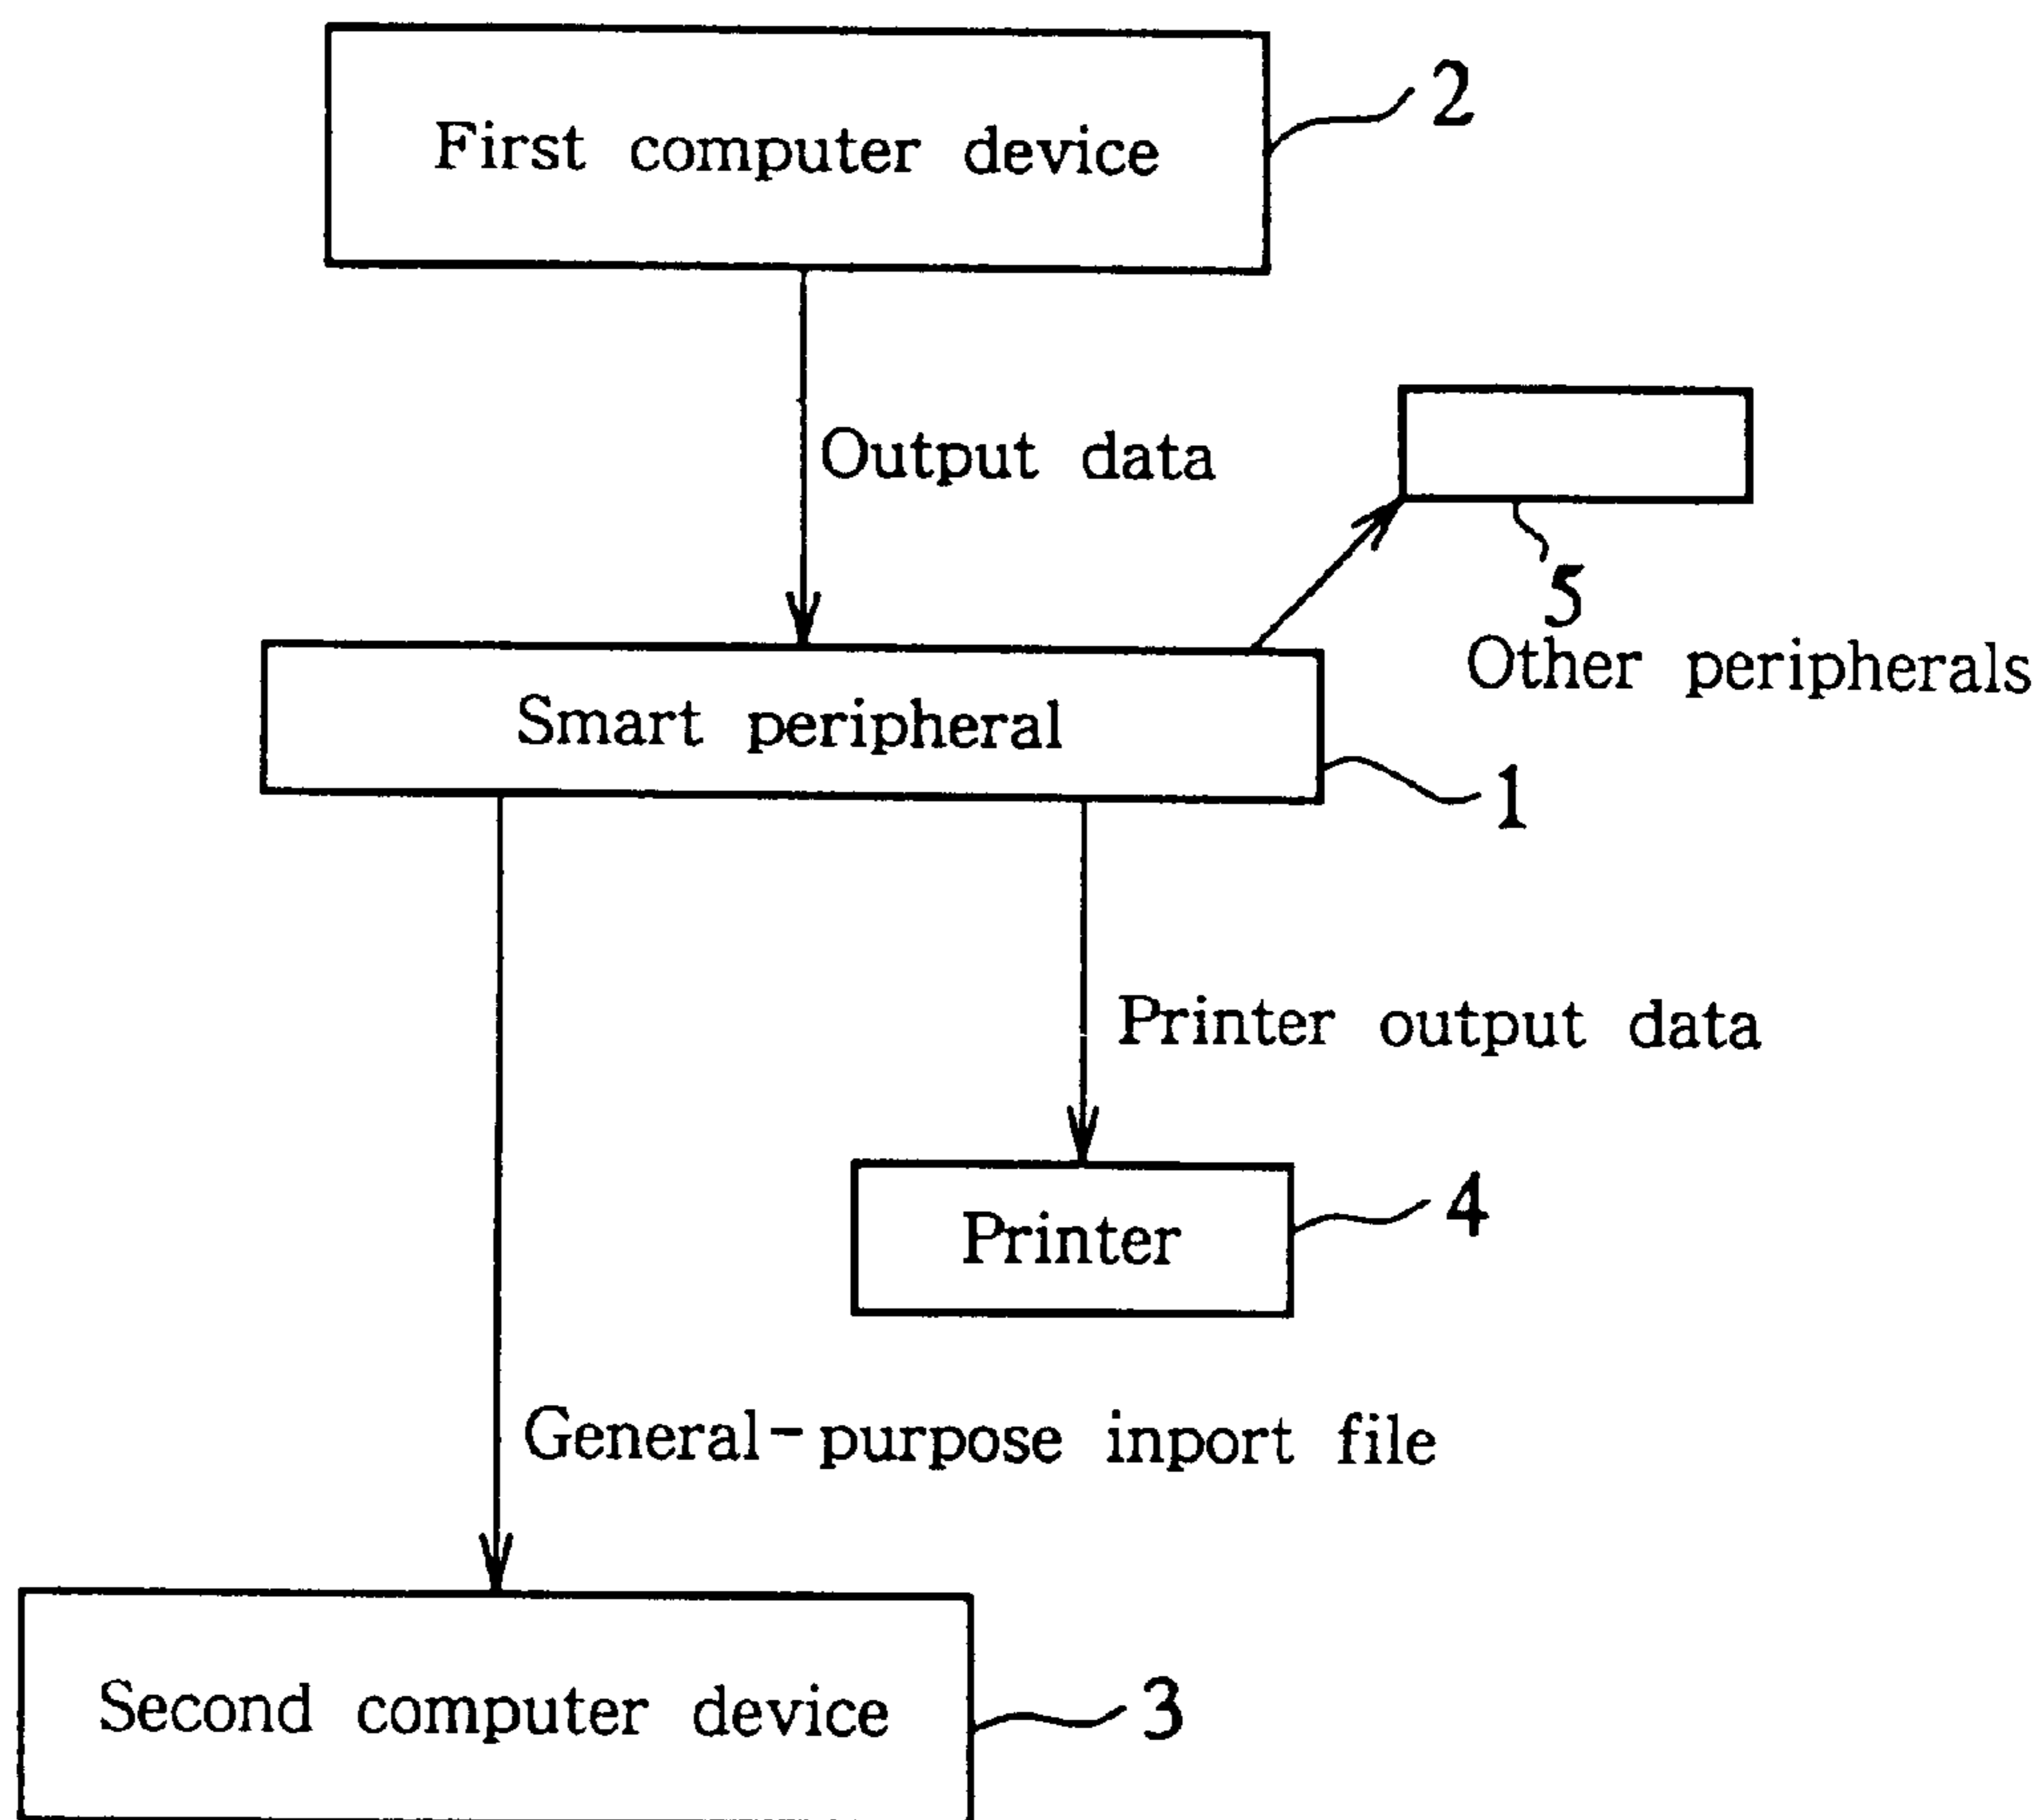 First computer device
2
Output data
5
Other peripherals
Smart peripheral
1
Printer output data
Printer
4
General-purpose inport file
Second computer device
3